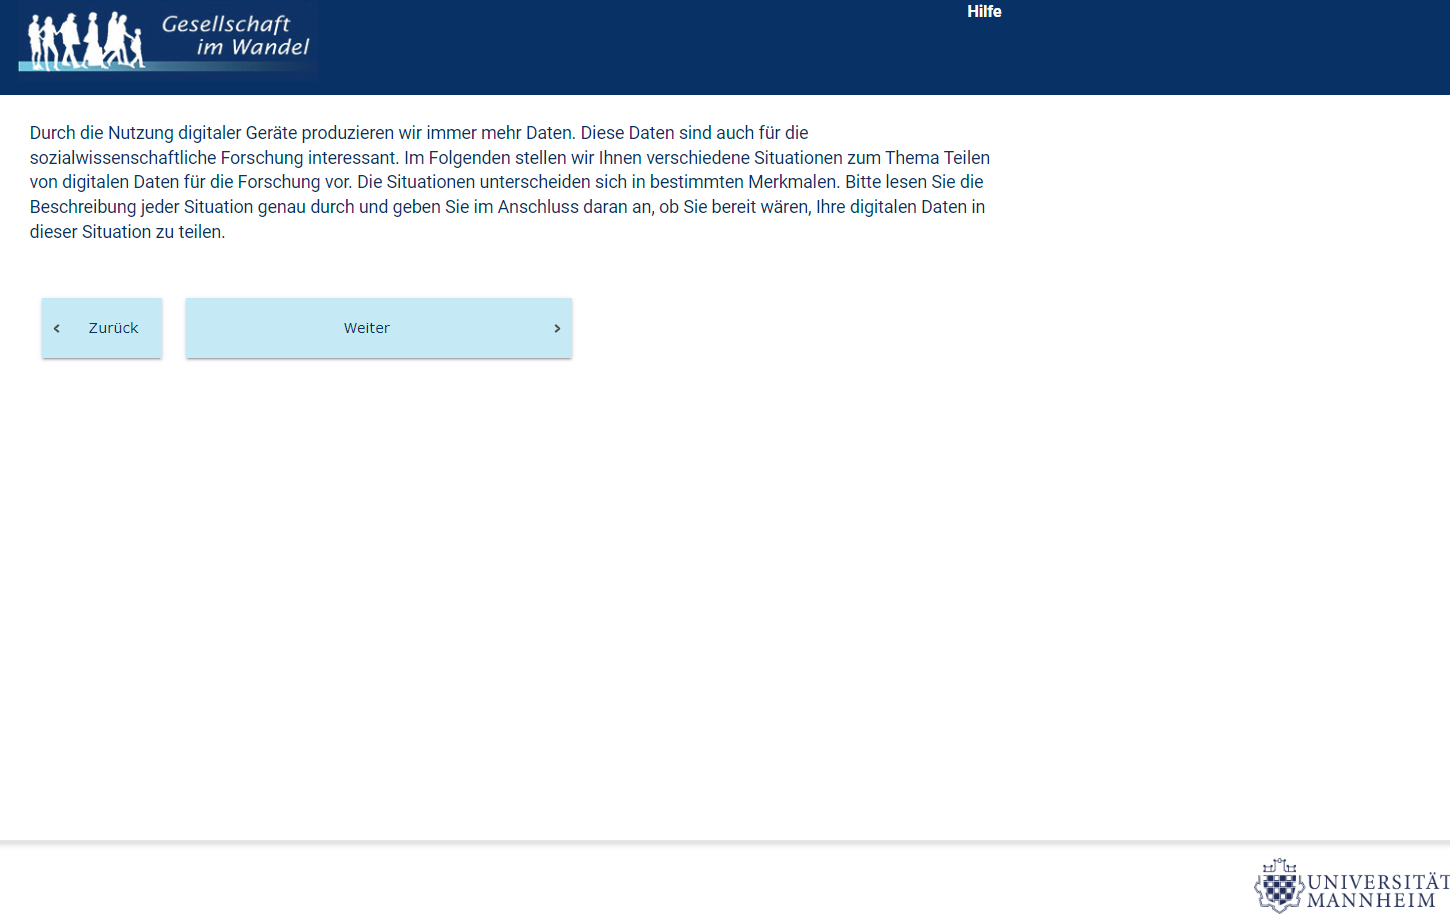 Gesellschaft
im Wandel
Hilfe
Durch die Nutzung digitaler Geräte produzieren wir immer mehr Daten. Diese Daten sind auch für die
sozialwissenschaftliche Forschung interessant. Im Folgenden stellen wir Ihnen verschiedene Situationen zum Thema Teilen
von digitalen Daten für die Forschung vor. Die Situationen unterscheiden sich in bestimmten Merkmalen. Bitte lesen Sie die
Beschreibung jeder Situation genau durch und geben Sie im Anschluss daran an, ob Sie bereit wären, Ihre digitalen Daten in
dieser Situation zu teilen.
Zurück
Weiter
UNIVERSITÄT
MANNHEIM